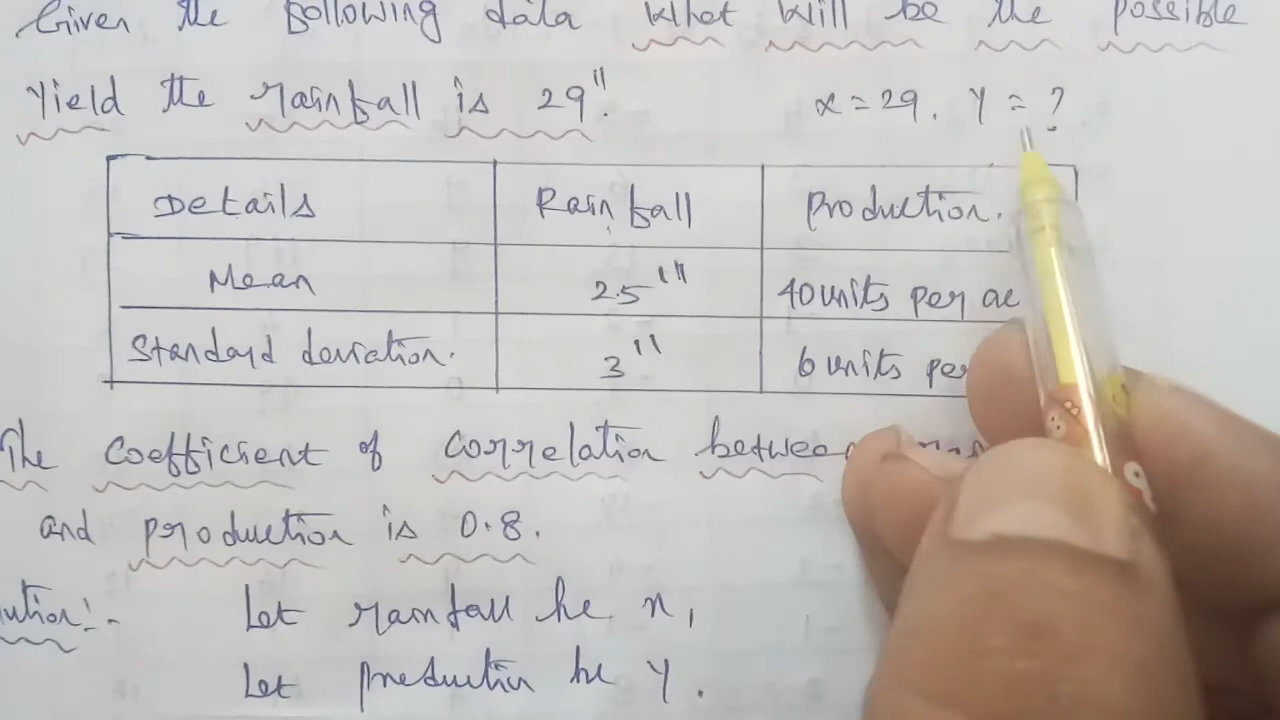 Given the following data what will be the possible
yield the rainfall is 29".
x = 29. Y = ?
Details Rainfall Production.
Mean 25" 40 units per ac
Standard deviation. 3" 6 units per
The coefficient of correlation between
and production is 0.8.
ution:- Let rainfall be x,
Let production be y.